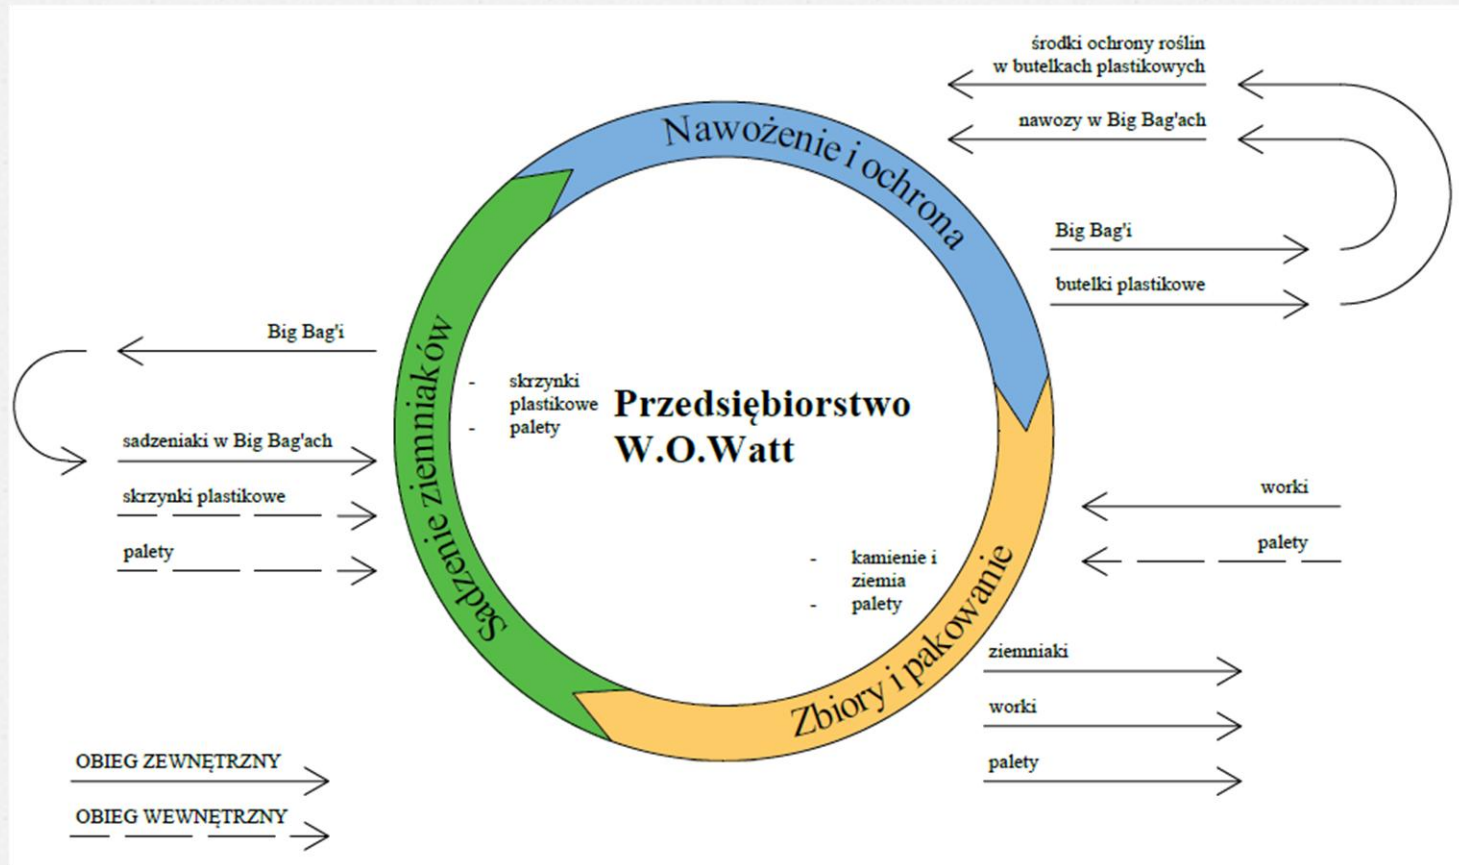 środki ochrony roślin
w butelkach plastikowych
nawozy w Big Bag'ach
Big Bag'i
butelki plastikowe
Nawożenie i ochrona
Big Bag'i
sadzeniaki w Big Bag'ach
skrzynki plastikowe
palety
Sadzenie ziemniaków
- skrzynki
plastikowe
- palety
Przedsiębiorstwo
W.O.Watt
- kamienie i
ziemia
- palety
Zbiory i pakowanie
worki
palety
ziemniaki
worki
palety
OBIEG ZEWNĘTRZNY
OBIEG WEWNĘTRZNY